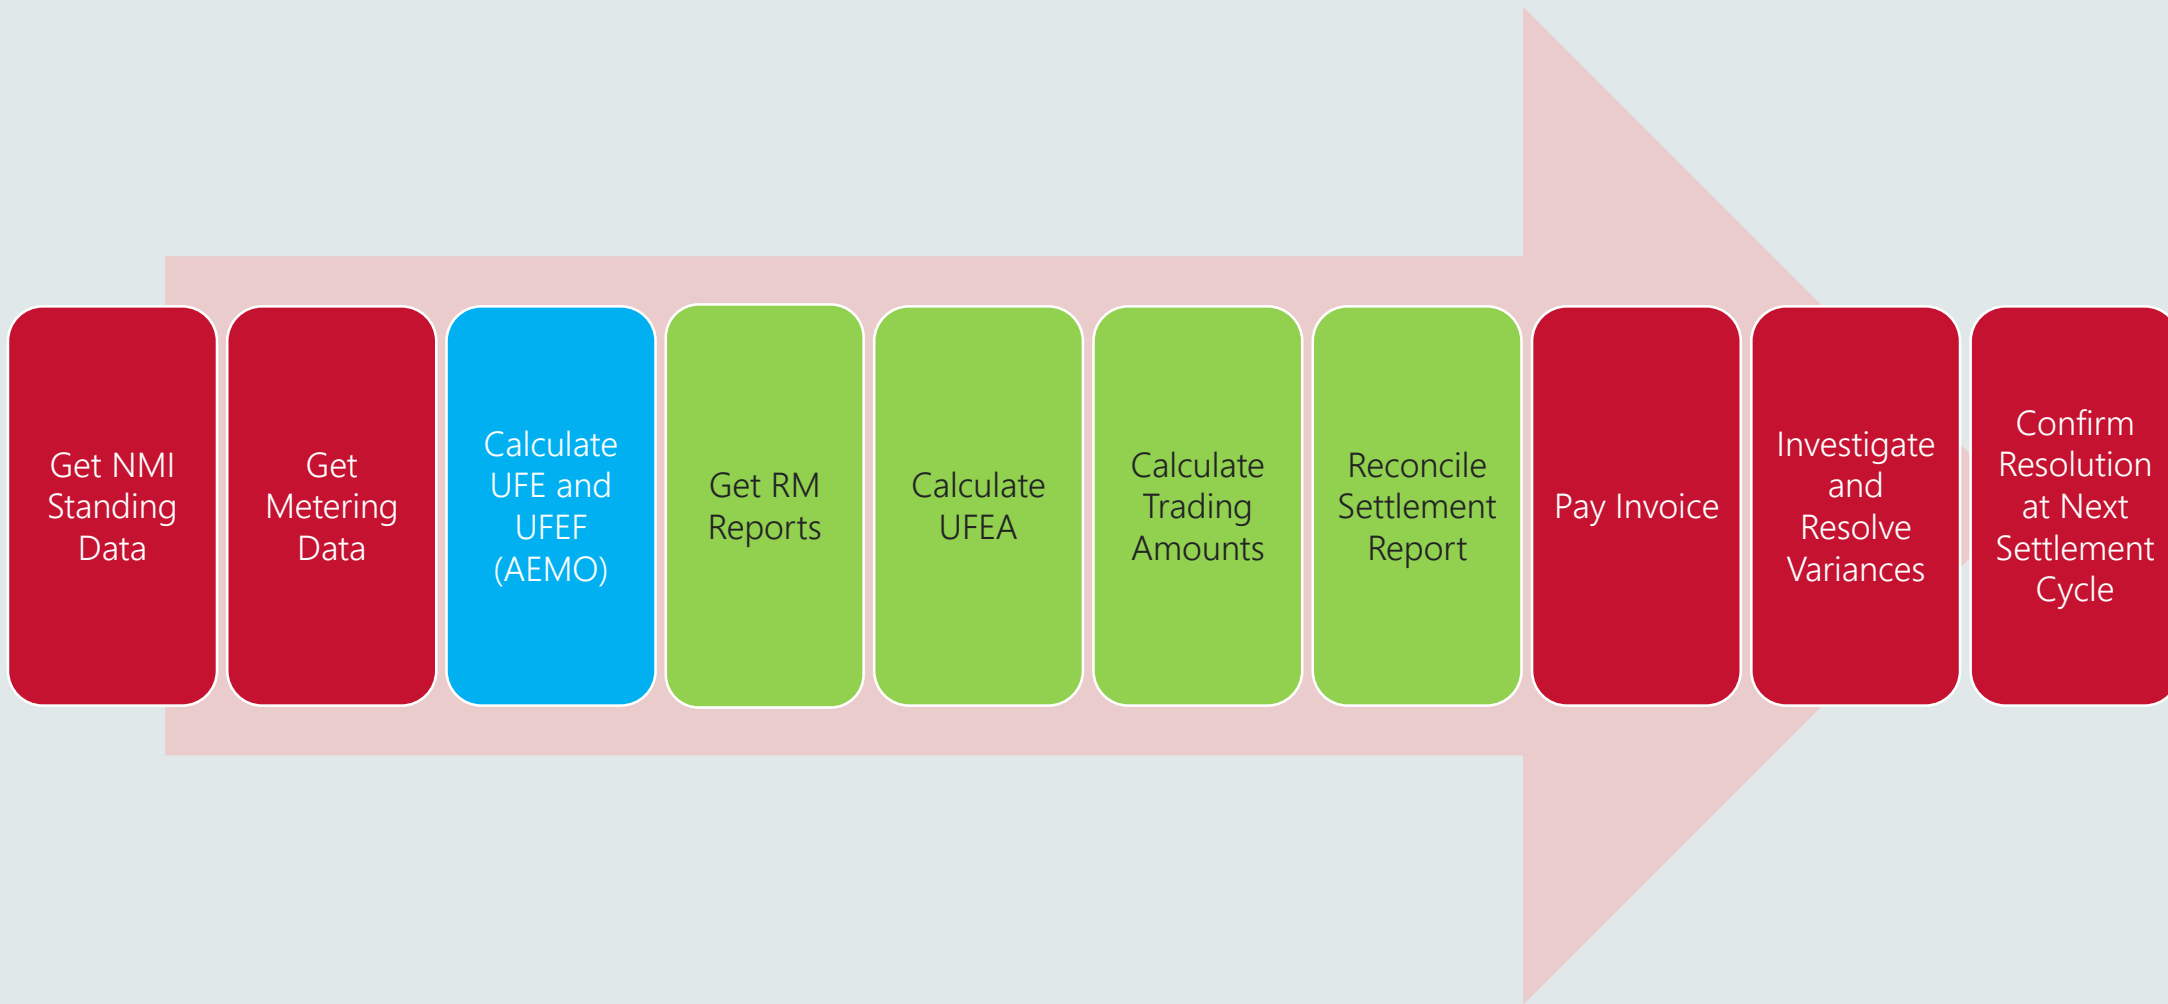 Get NMI
Standing
Data
Get
Metering
Data
Calculate
UFE and
UFEF
(AEMO)
Get RM
Reports
Calculate
UFEA
Calculate
Trading
Amounts
Reconcile
Settlement
Report
Pay Invoice
Investigate
and
Resolve
Variances
Confirm
Resolution
at Next
Settlement
Cycle